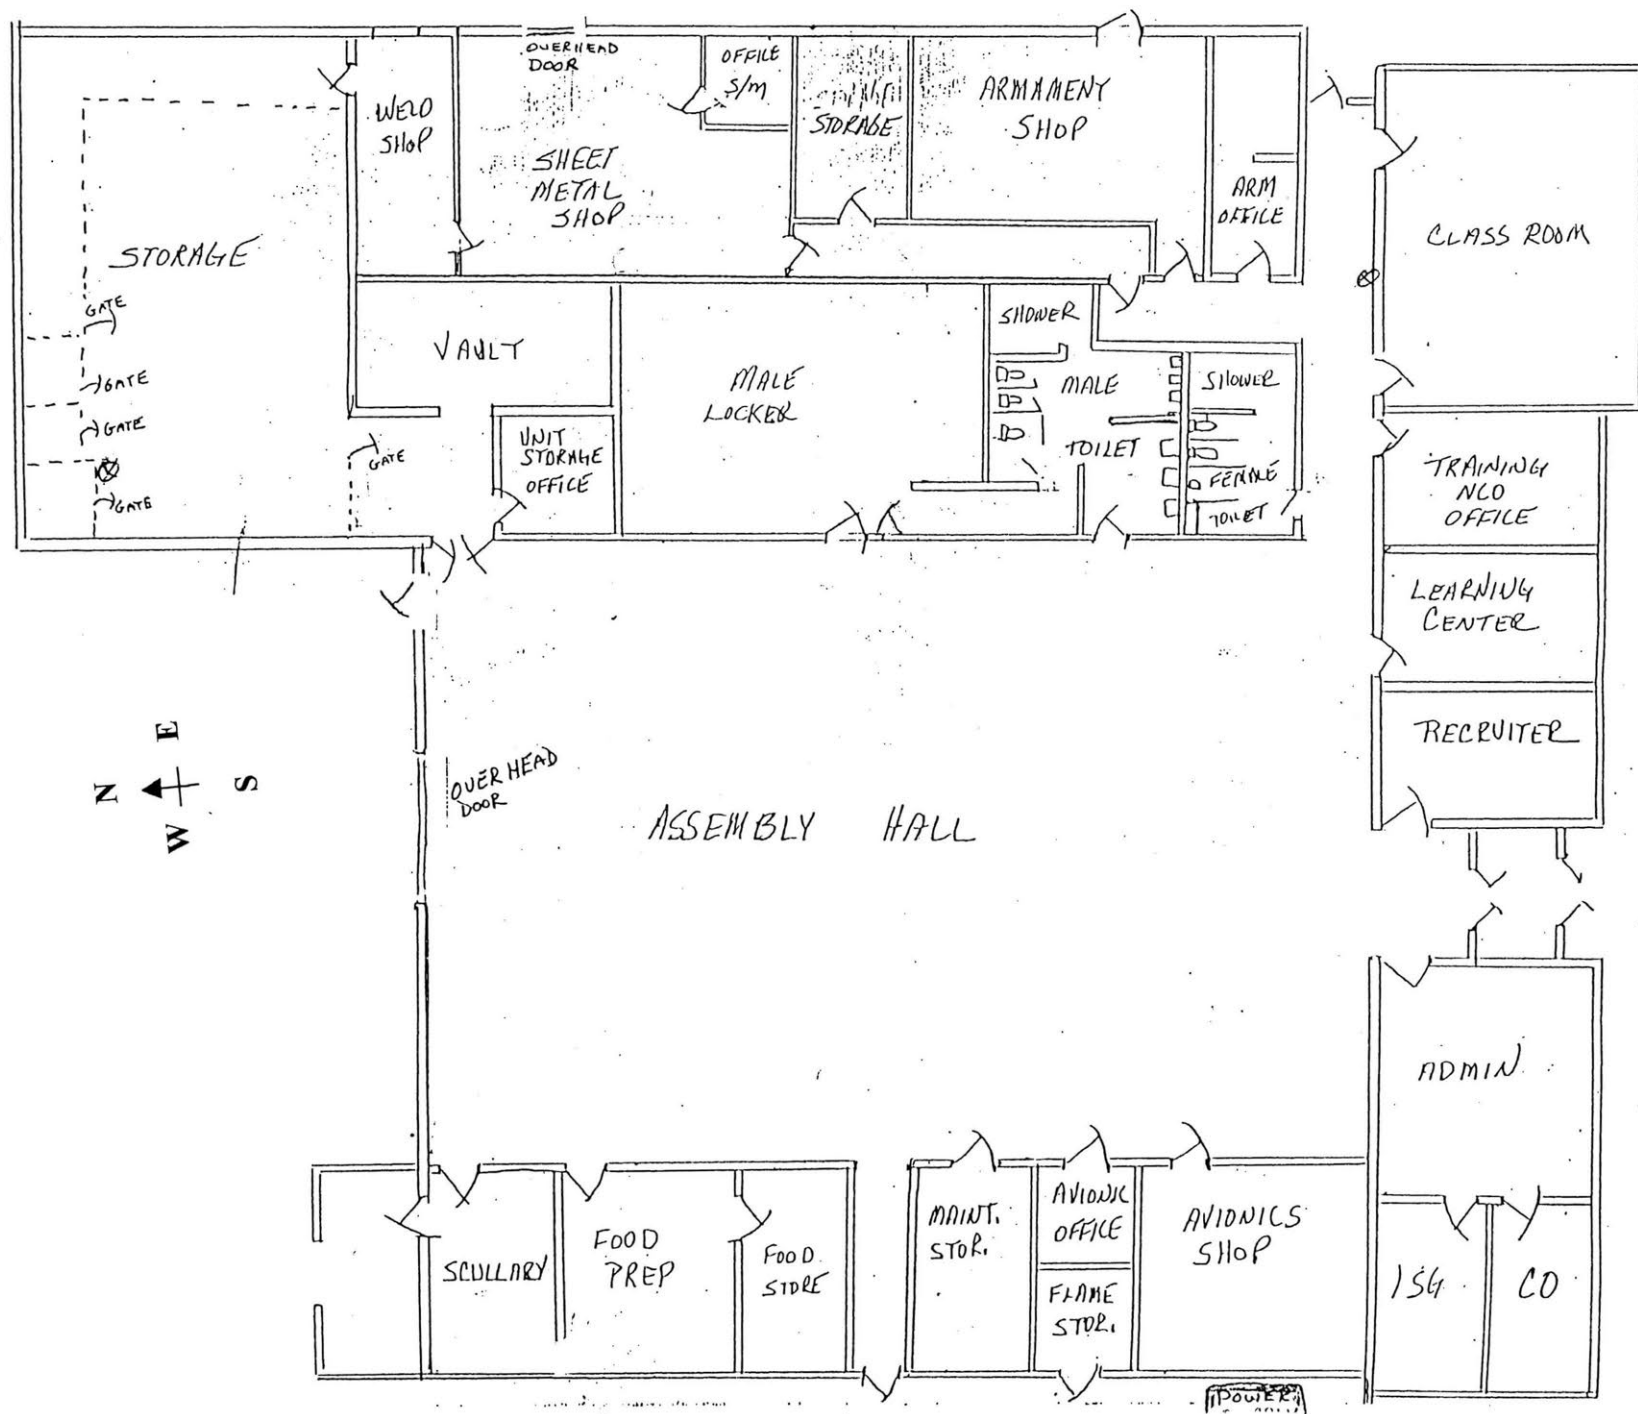 OVERHEAD
DOOR
OFFICE
S/M
WELD
SHOP
SHEET
METAL
SHOP
STORAGE
ARMAMENY
SHOP
ARM
OFFICE
CLASS ROOM
STORAGE
GATE
GATE
GATE
GATE
GATE
VAULT
UNIT
STORAGE
OFFICE
MALE
LOCKER
SHOWER
MALE
TOILET
SHOWER
FEMALE
TOILET
TRAINING
NCO
OFFICE
LEARNING
CENTER
RECRUITER
N
E
S
W
OVER HEAD
DOOR
ASSEMBLY HALL
ADMIN
1SG
CO
SCULLARY
FOOD
PREP
FOOD
STORE
MAINT.
STOR.
AVIONIC
OFFICE
FLAME
STOR.
AVIONICS
SHOP
POWER